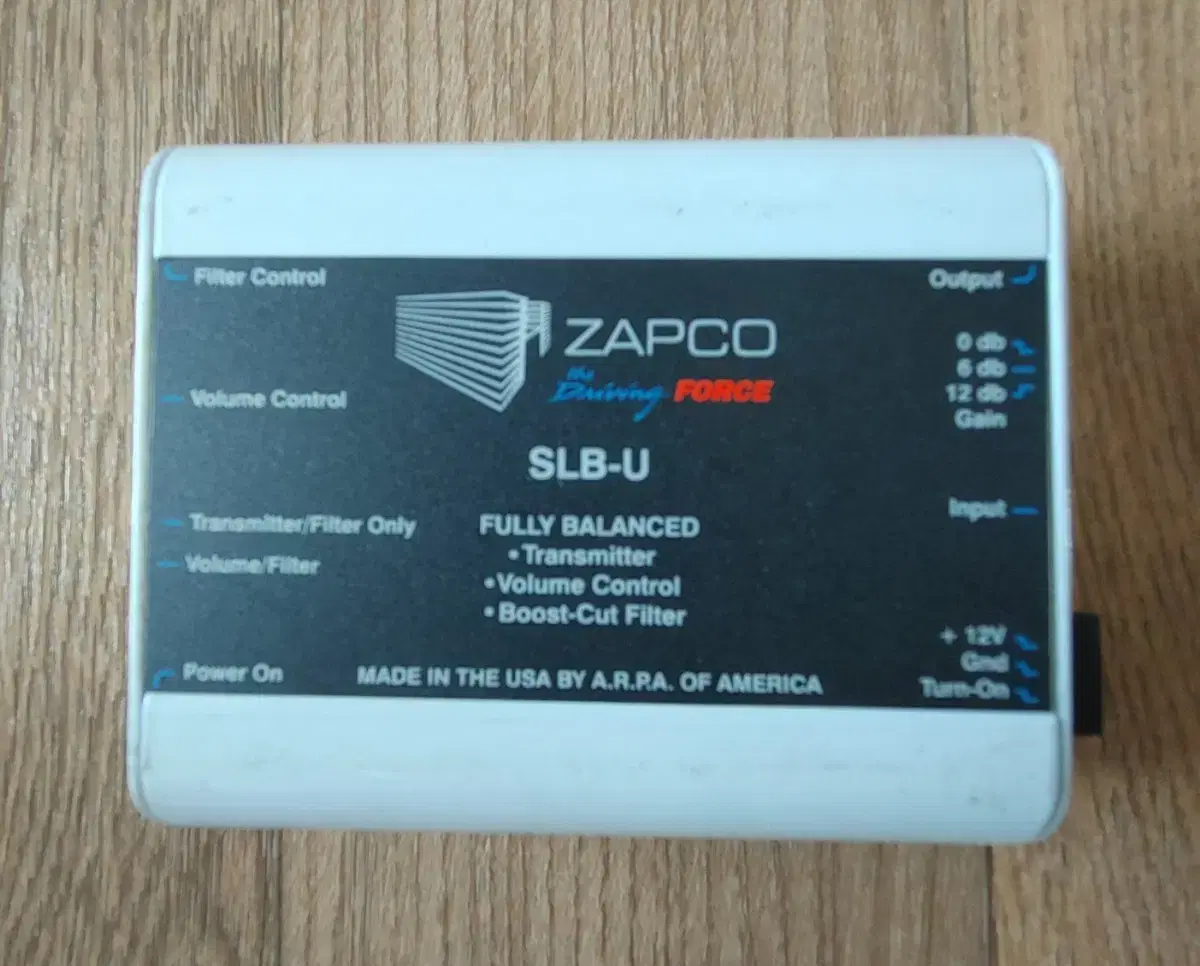 Filter Control
Output
ZAPCO
the Driving FORCE
0 db
6 db
12 db
Gain
Volume Control
SLB-U
Input
Transmitter/Filter Only
FULLY BALANCED
•Transmitter
Volume/Filter
•Volume Control
•Boost-Cut Filter
+ 12V
Gnd
Turn-On
Power On
MADE IN THE USA BY A.R.P.A. OF AMERICA